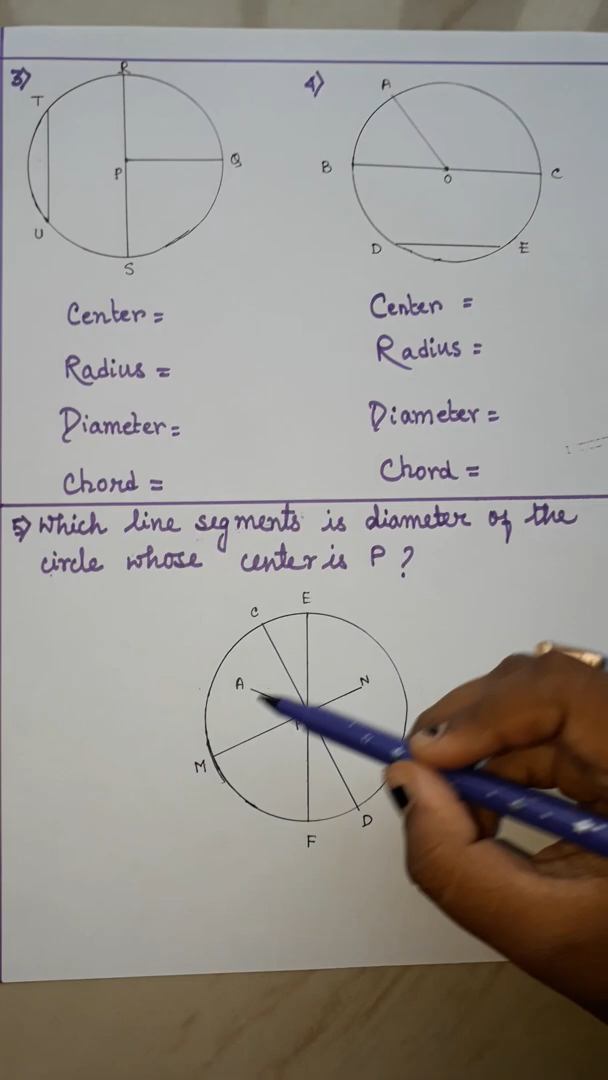 3)
R
T
P
Q
U
S
Center =
Radius =
Diameter =
Chord =
4)
A
B
O
C
D
E
Center =
Radius =
Diameter =
Chord =
5) Which line segments is diameter of the
circle whose center is P ?
C
E
A
N
M
D
F